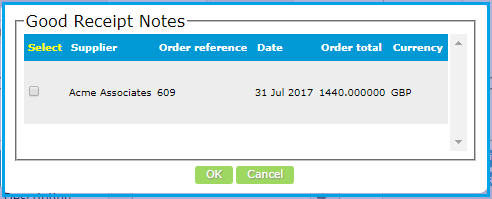 Good Receipt Notes
Select Supplier Order reference Date Order total Currency
Acme Associates 609 31 Jul 2017 1440.000000 GBP
OK Cancel